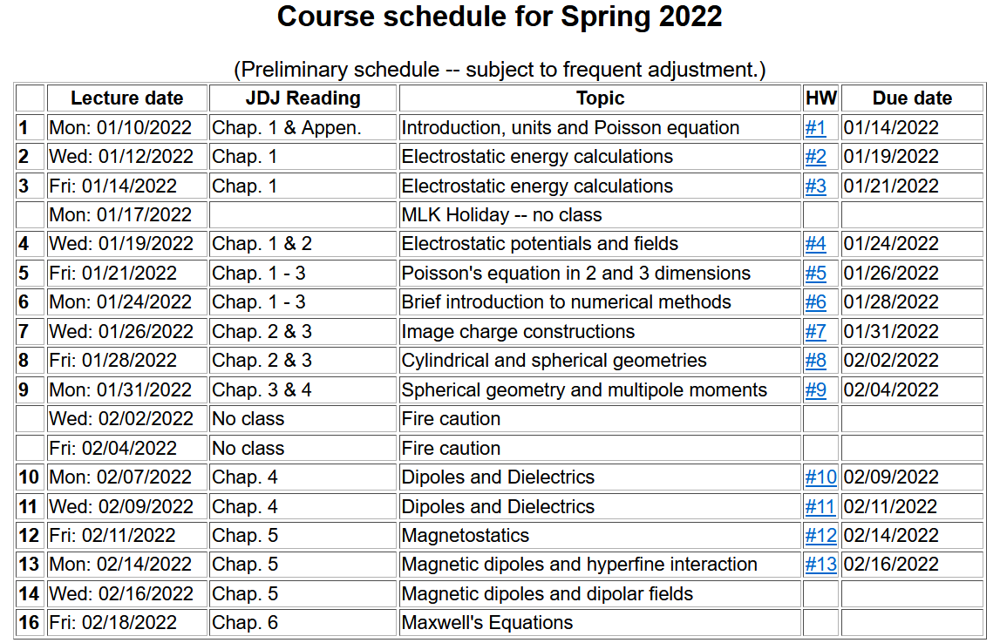 Course schedule for Spring 2022
(Preliminary schedule -- subject to frequent adjustment.)
Lecture date JDJ Reading Topic HW Due date
1 Mon: 01/10/2022 Chap. 1 & Appen. Introduction, units and Poisson equation #1 01/14/2022
2 Wed: 01/12/2022 Chap. 1 Electrostatic energy calculations #2 01/19/2022
3 Fri: 01/14/2022 Chap. 1 Electrostatic energy calculations #3 01/21/2022
Mon: 01/17/2022 MLK Holiday -- no class
4 Wed: 01/19/2022 Chap. 1 & 2 Electrostatic potentials and fields #4 01/24/2022
5 Fri: 01/21/2022 Chap. 1 - 3 Poisson's equation in 2 and 3 dimensions #5 01/26/2022
6 Mon: 01/24/2022 Chap. 1 - 3 Brief introduction to numerical methods #6 01/28/2022
7 Wed: 01/26/2022 Chap. 2 & 3 Image charge constructions #7 01/31/2022
8 Fri: 01/28/2022 Chap. 2 & 3 Cylindrical and spherical geometries #8 02/02/2022
9 Mon: 01/31/2022 Chap. 3 & 4 Spherical geometry and multipole moments #9 02/04/2022
Wed: 02/02/2022 No class Fire caution
Fri: 02/04/2022 No class Fire caution
10 Mon: 02/07/2022 Chap. 4 Dipoles and Dielectrics #10 02/09/2022
11 Wed: 02/09/2022 Chap. 4 Dipoles and Dielectrics #11 02/11/2022
12 Fri: 02/11/2022 Chap. 5 Magnetostatics #12 02/14/2022
13 Mon: 02/14/2022 Chap. 5 Magnetic dipoles and hyperfine interaction #13 02/16/2022
14 Wed: 02/16/2022 Chap. 5 Magnetic dipoles and dipolar fields
16 Fri: 02/18/2022 Chap. 6 Maxwell's Equations